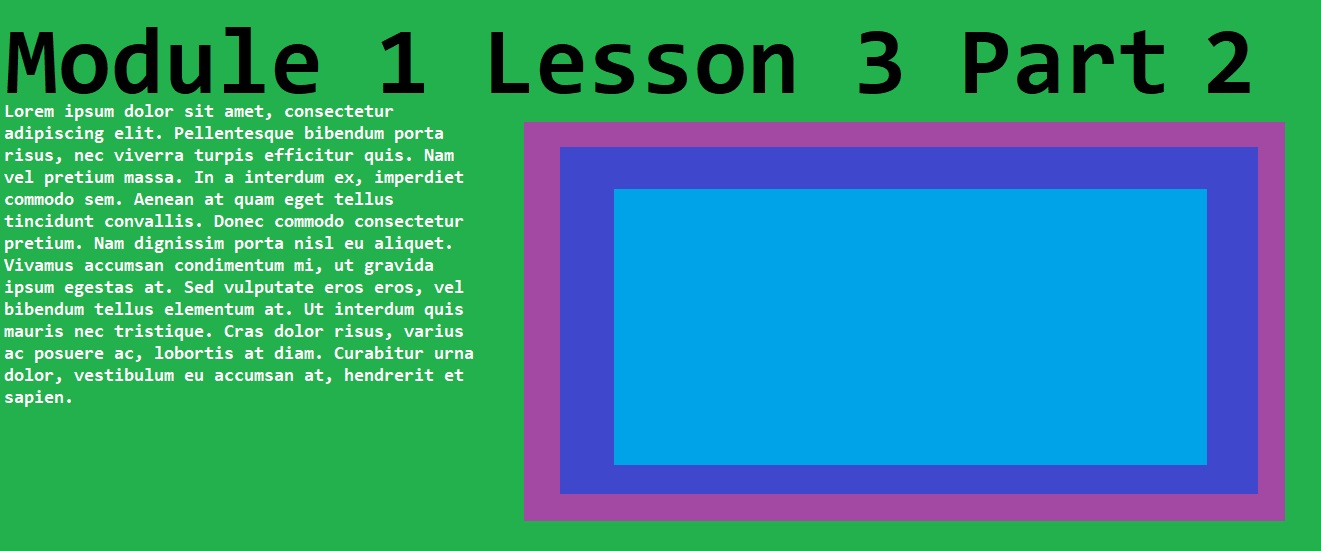 Module 1 Lesson 3 Part 2
Lorem ipsum dolor sit amet, consectetur
adipiscing elit. Pellentesque bibendum porta
risus, nec viverra turpis efficitur quis. Nam
vel pretium massa. In a interdum ex, imperdiet
commodo sem. Aenean at quam eget tellus
tincidunt convallis. Donec commodo consectetur
pretium. Nam dignissim porta nisl eu aliquet.
Vivamus accumsan condimentum mi, ut gravida
ipsum egestas at. Sed vulputate eros eros, vel
bibendum tellus elementum at. Ut interdum quis
mauris nec tristique. Cras dolor risus, varius
ac posuere ac, lobortis at diam. Curabitur urna
dolor, vestibulum eu accumsan at, hendrerit et
sapien.